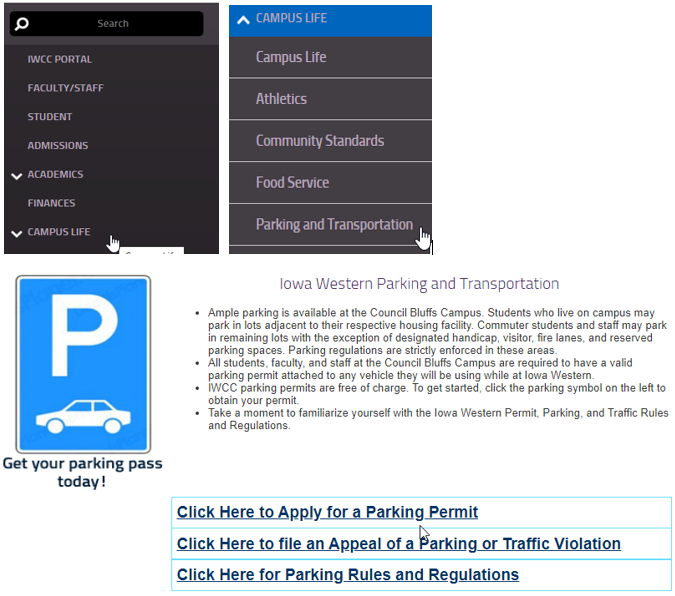 Search
IWCC PORTAL
FACULTY/STAFF
STUDENT
ADMISSIONS
ACADEMICS
FINANCES
CAMPUS LIFE
CAMPUS LIFE
Campus Life
Athletics
Community Standards
Food Service
Parking and Transportation
P
Get your parking pass
today!
Iowa Western Parking and Transportation
Ample parking is available at the Council Bluffs Campus. Students who live on campus may
park in lots adjacent to their respective housing facility. Commuter students and staff may park
in remaining lots with the exception of designated handicap, visitor, fire lanes, and reserved
parking spaces. Parking regulations are strictly enforced in these areas.
All students, faculty, and staff at the Council Bluffs Campus are required to have a valid
parking permit attached to any vehicle they will be using while at Iowa Western.
IWCC parking permits are free of charge. To get started, click the parking symbol on the left to
obtain your permit.
Take a moment to familiarize yourself with the Iowa Western Permit, Parking, and Traffic Rules
and Regulations.
Click Here to Apply for a Parking Permit
Click Here to file an Appeal of a Parking or Traffic Violation
Click Here for Parking Rules and Regulations